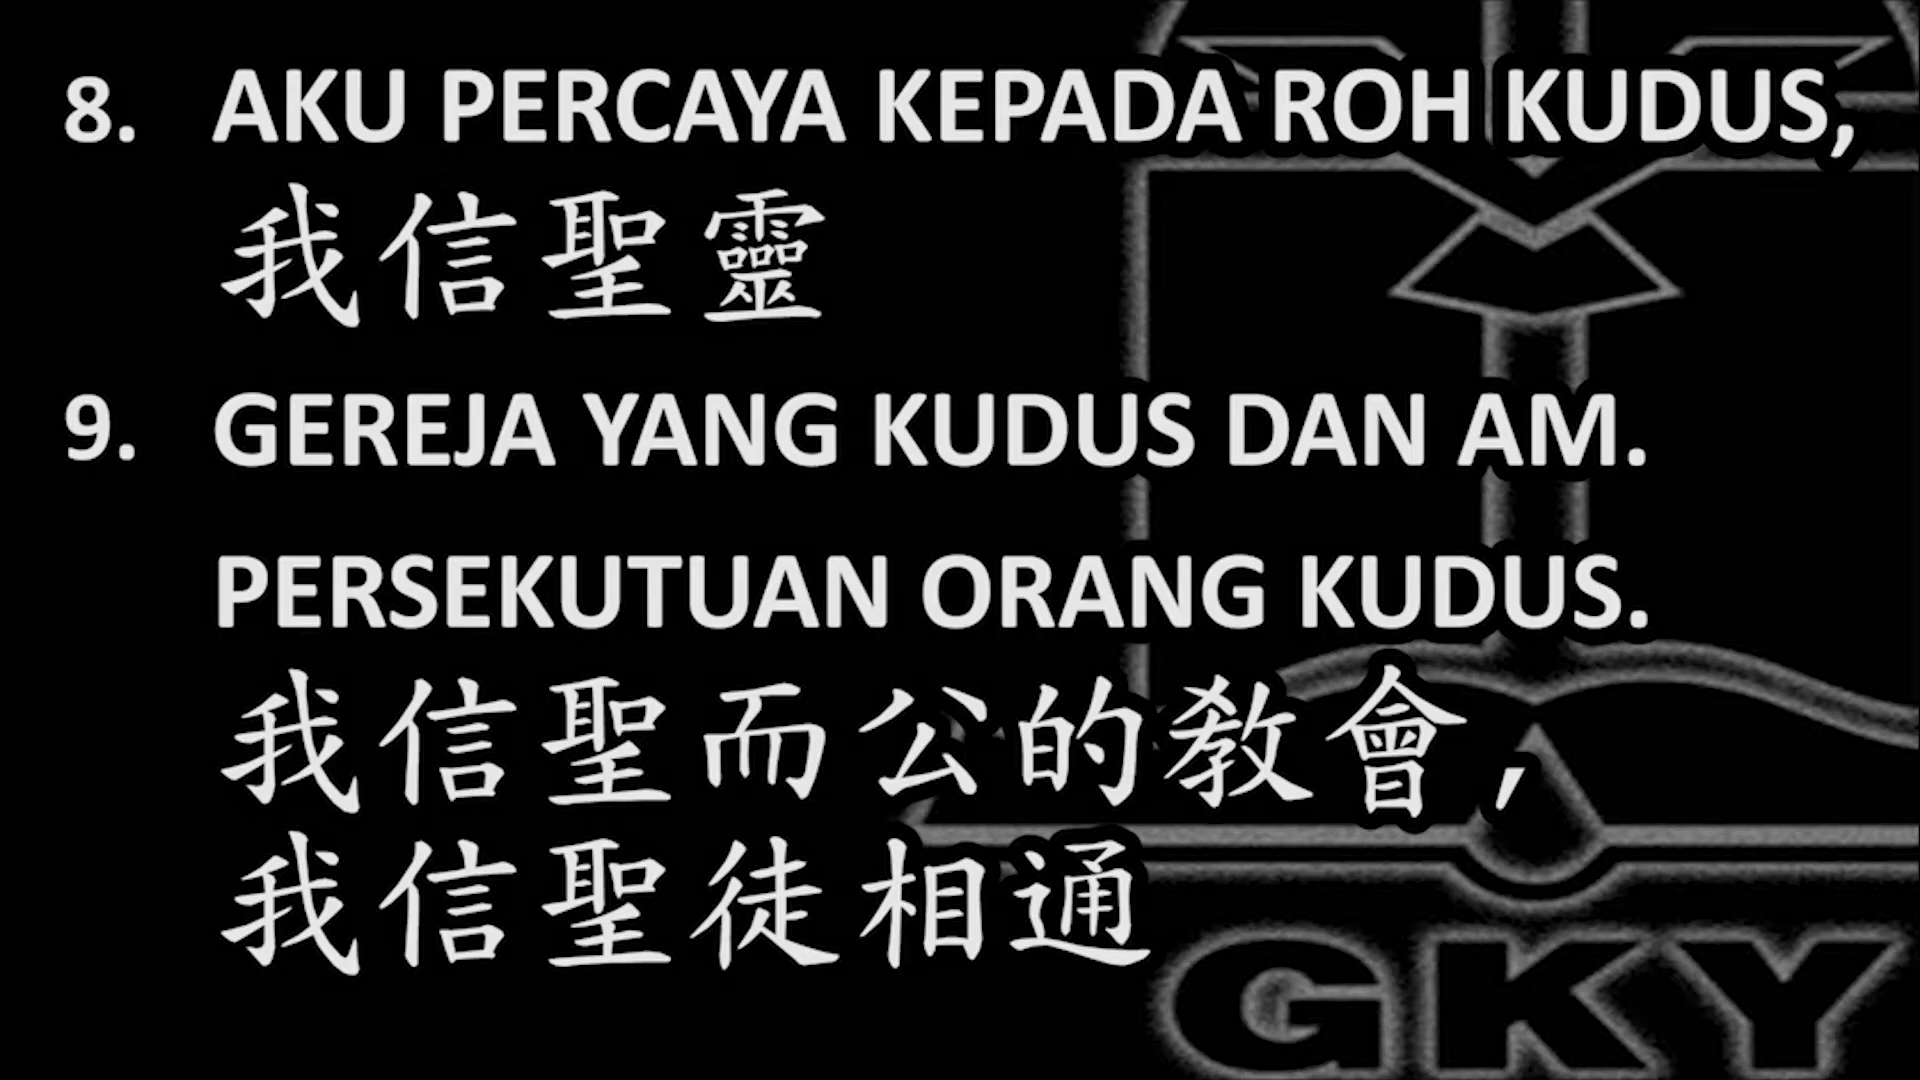 8. AKU PERCAYA KEPADA ROH KUDUS,
我信聖靈
9. GEREJA YANG KUDUS DAN AM.
PERSEKUTUAN ORANG KUDUS.
我信聖而公的教會,
我信聖徒相通
GKY